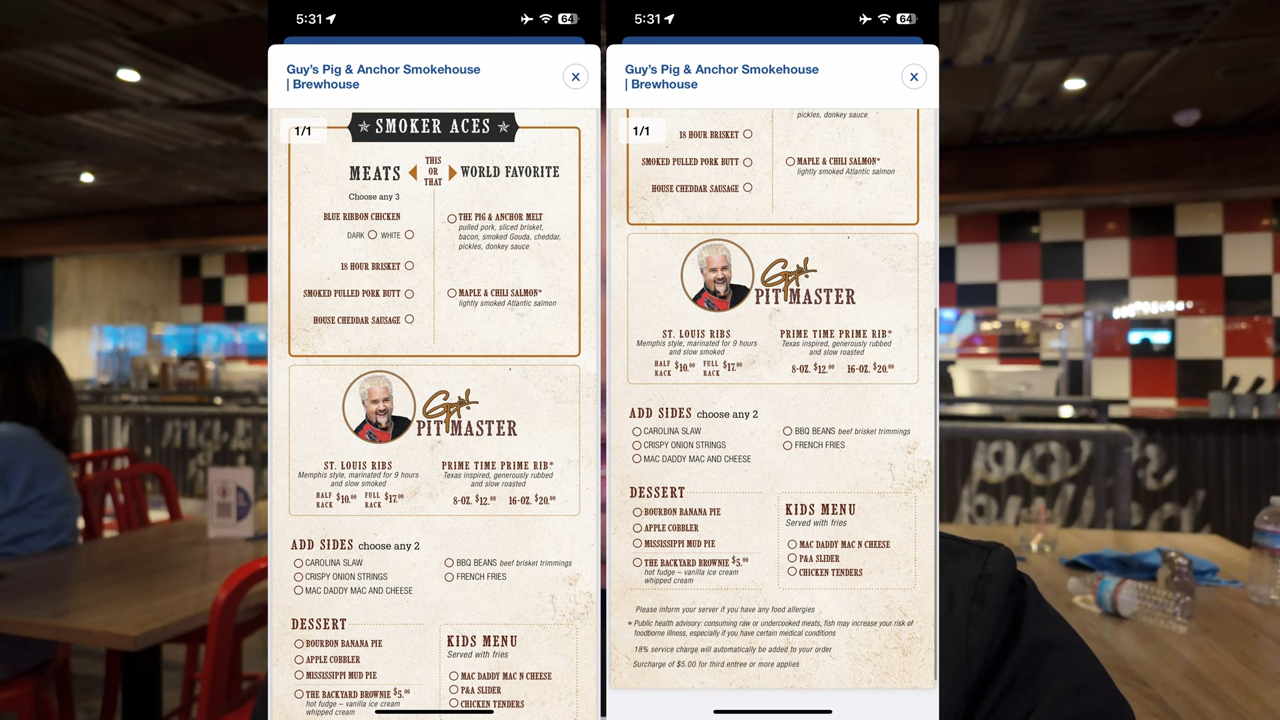 5:31
64
Guy's Pig & Anchor Smokehouse
| Brewhouse
1/1
SMOKER ACES
MEATS
THIS
OR
THAT
WORLD FAVORITE
Choose any 3
BLUE RIBBON CHICKEN
DARK WHITE
18 HOUR BRISKET
SMOKED PULLED PORK BUTT
HOUSE CHEDDAR SAUSAGE
THE PIG & ANCHOR MELT
pulled pork, sliced brisket,
bacon, smoked Gouda, cheddar,
pickles, donkey sauce
MAPLE & CHILI SALMON*
lightly smoked Atlantic salmon
PITMASTER
ST. LOUIS RIBS
Memphis style, marinated for 9 hours
and slow smoked
HALF RACK $10.00 FULL RACK $17.00
PRIME TIME PRIME RIB*
Texas inspired, generously rubbed
and slow roasted
8-OZ. $12.00 16-OZ. $20.00
ADD SIDES choose any 2
CAROLINA SLAW
CRISPY ONION STRINGS
MAC DADDY MAC AND CHEESE
BBQ BEANS beef brisket trimmings
FRENCH FRIES
DESSERT
BOURBON BANANA PIE
APPLE COBBLER
MISSISSIPPI MUD PIE
THE BACKYARD BROWNIE $5.00
hot fudge – vanilla ice cream
whipped cream
KIDS MENU
Served with fries
MAC DADDY MAC N CHEESE
P&A SLIDER
CHICKEN TENDERS
5:31
64
Guy's Pig & Anchor Smokehouse
| Brewhouse
1/1
pickles, donkey sauce
18 HOUR BRISKET
SMOKED PULLED PORK BUTT
HOUSE CHEDDAR SAUSAGE
MAPLE & CHILI SALMON*
lightly smoked Atlantic salmon
PITMASTER
ST. LOUIS RIBS
Memphis style, marinated for 9 hours
and slow smoked
HALF RACK $10.00 FULL RACK $17.00
PRIME TIME PRIME RIB*
Texas inspired, generously rubbed
and slow roasted
8-OZ. $12.00 16-OZ. $20.00
ADD SIDES choose any 2
CAROLINA SLAW
CRISPY ONION STRINGS
MAC DADDY MAC AND CHEESE
BBQ BEANS beef brisket trimmings
FRENCH FRIES
DESSERT
BOURBON BANANA PIE
APPLE COBBLER
MISSISSIPPI MUD PIE
THE BACKYARD BROWNIE $5.00
hot fudge – vanilla ice cream
whipped cream
KIDS MENU
Served with fries
MAC DADDY MAC N CHEESE
P&A SLIDER
CHICKEN TENDERS
Please inform your server if you have any food allergies
* Public health advisory: consuming raw or undercooked meats, fish may increase your risk of
foodborne illness, especially if you have certain medical conditions
18% service charge will automatically be added to your order
Surcharge of $5.00 for third entree or more applies